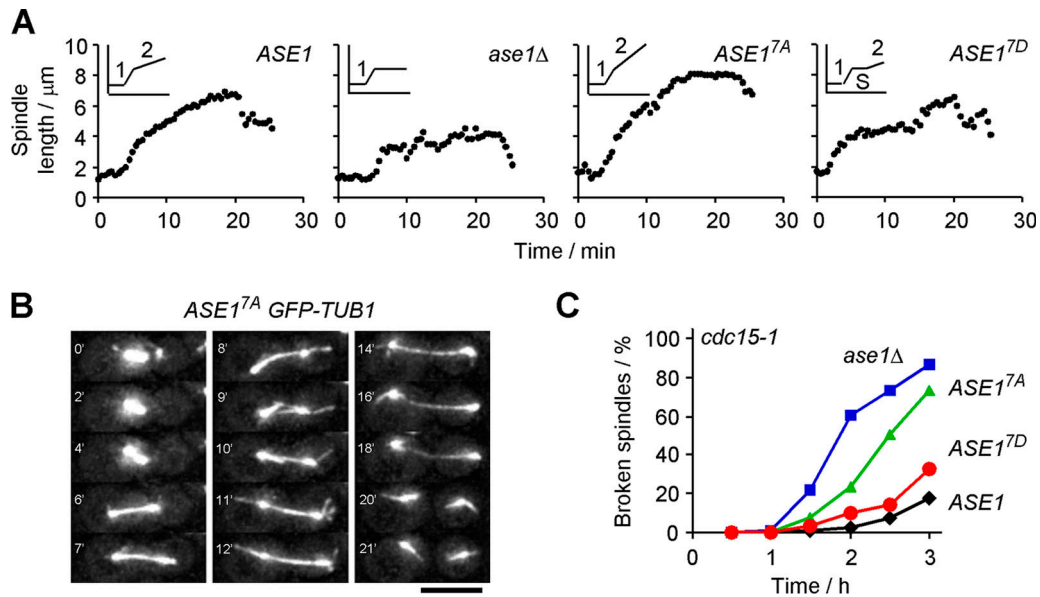 A
ASE1
ase1Δ
ASE1 7A
ASE1 7D
1 2
1
1 2
1 S 2
Spindle length / μm
10
8
6
4
2
0
0 10 20 30
0 10 20 30
0 10 20 30
0 10 20 30
Time / min
B
ASE1 7A GFP-TUB1
0' 8' 14'
2' 9' 16'
4' 10' 18'
6' 11' 20'
7' 12' 21'
C
cdc15-1
Broken spindles / %
100
80
60
40
20
0
ase1Δ
ASE1 7A
ASE1 7D
ASE1
0 1 2 3
Time / h